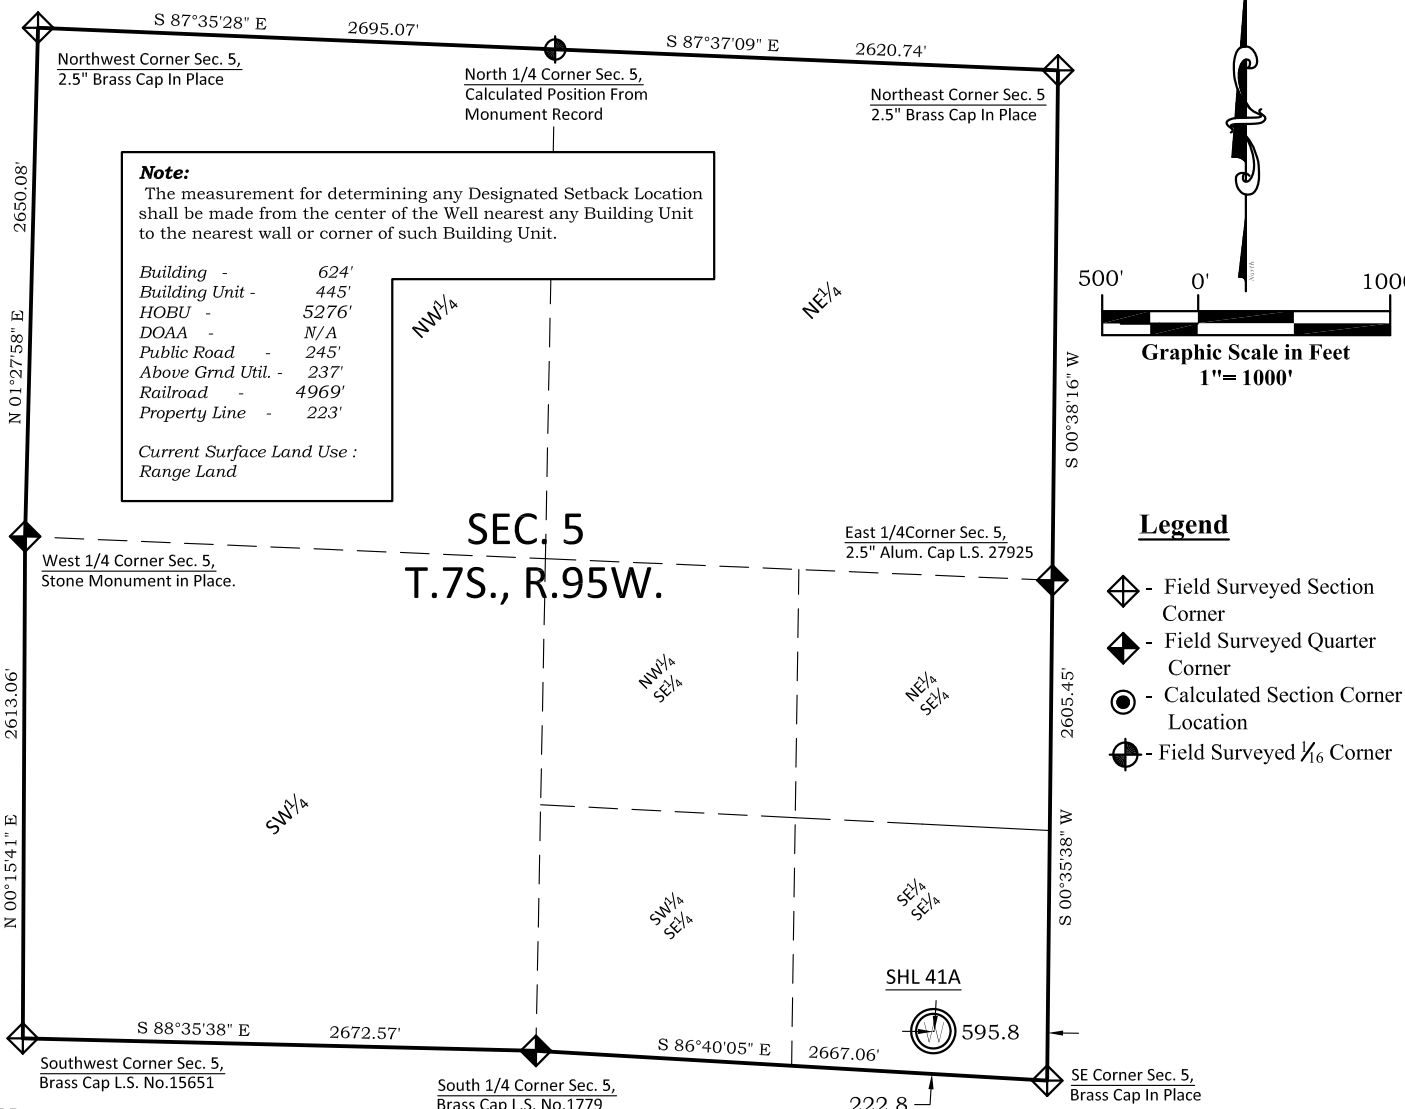 S 87°35'28" E 2695.07'
S 87°37'09" E 2620.74'
Northwest Corner Sec. 5,
2.5" Brass Cap In Place
North 1/4 Corner Sec. 5,
Calculated Position From
Monument Record
Northeast Corner Sec. 5
2.5" Brass Cap In Place
N 01°27'58" E 2650.08'
Note:
The measurement for determining any Designated Setback Location
shall be made from the center of the Well nearest any Building Unit
to the nearest wall or corner of such Building Unit.
Building - 624'
Building Unit - 445'
HOBU - 5276'
DOAA - N/A
Public Road - 245'
Above Grnd Util. - 237'
Railroad - 4969'
Property Line - 223'
Current Surface Land Use :
Range Land
NW1/4
NE1/4
North
500' 0' 1000
Graphic Scale in Feet
1"= 1000'
S 00°38'16" W
SEC. 5
T.7S., R.95W.
East 1/4Corner Sec. 5,
2.5" Alum. Cap L.S. 27925
West 1/4 Corner Sec. 5,
Stone Monument in Place.
Legend
- Field Surveyed Section
Corner
- Field Surveyed Quarter
Corner
- Calculated Section Corner
Location
- Field Surveyed 1/16 Corner
N 00°15'41" E 2613.06'
NW1/4
SE1/4
NE1/4
SE1/4
S 00°35'38" W 2605.45'
SW1/4
SW1/4
SE1/4
SE1/4
SE1/4
SHL 41A
W
595.8
S 88°35'38" E 2672.57'
S 86°40'05" E 2667.06'
Southwest Corner Sec. 5,
Brass Cap L.S. No.15651
South 1/4 Corner Sec. 5,
Brass Cap L.S. No.1779
222.8
SE Corner Sec. 5,
Brass Cap In Place